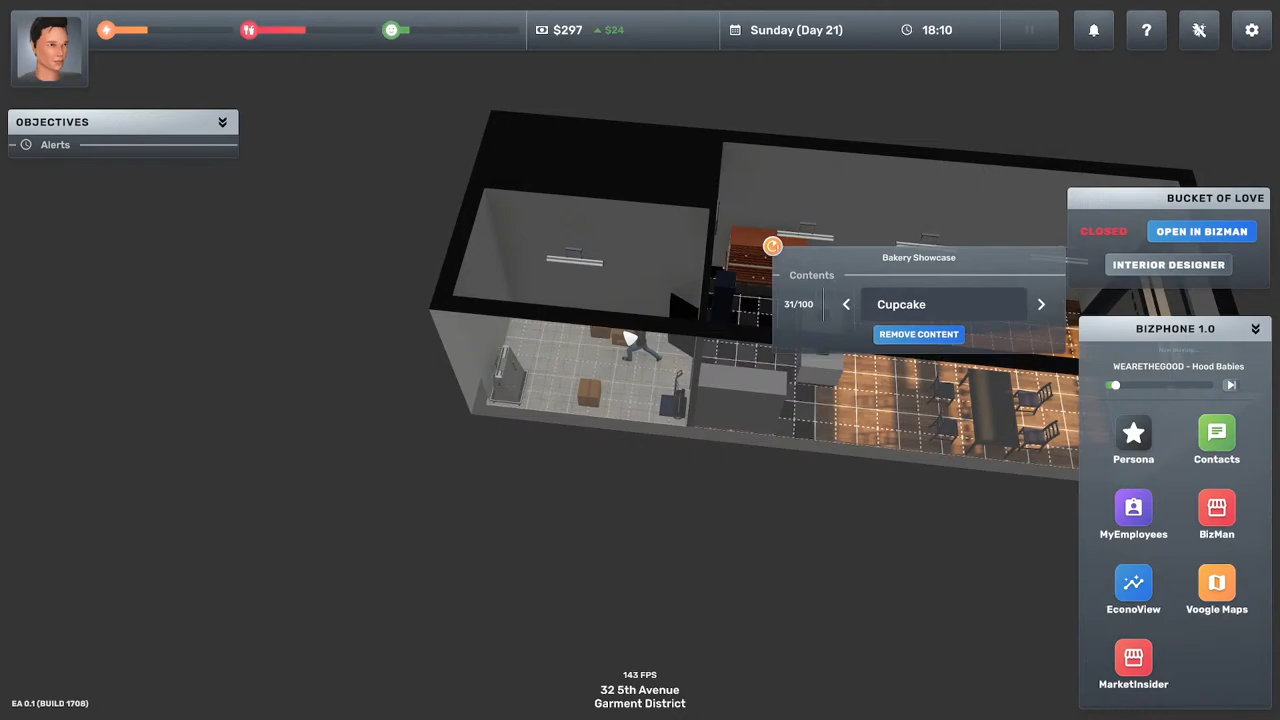 $297
$24
Sunday (Day 21)
18:10
OBJECTIVES
Alerts
BUCKET OF LOVE
CLOSED
OPEN IN BIZMAN
INTERIOR DESIGNER
Bakery Showcase
Contents
31/100
Cupcake
REMOVE CONTENT
BIZPHONE 1.0
WEARETHEGOOD - Hood Babies
Persona
Contacts
MyEmployees
BizMan
EconoView
Voogle Maps
MarketInsider
143 FPS
32 5th Avenue
Garment District
EA 0.1 (BUILD 1708)